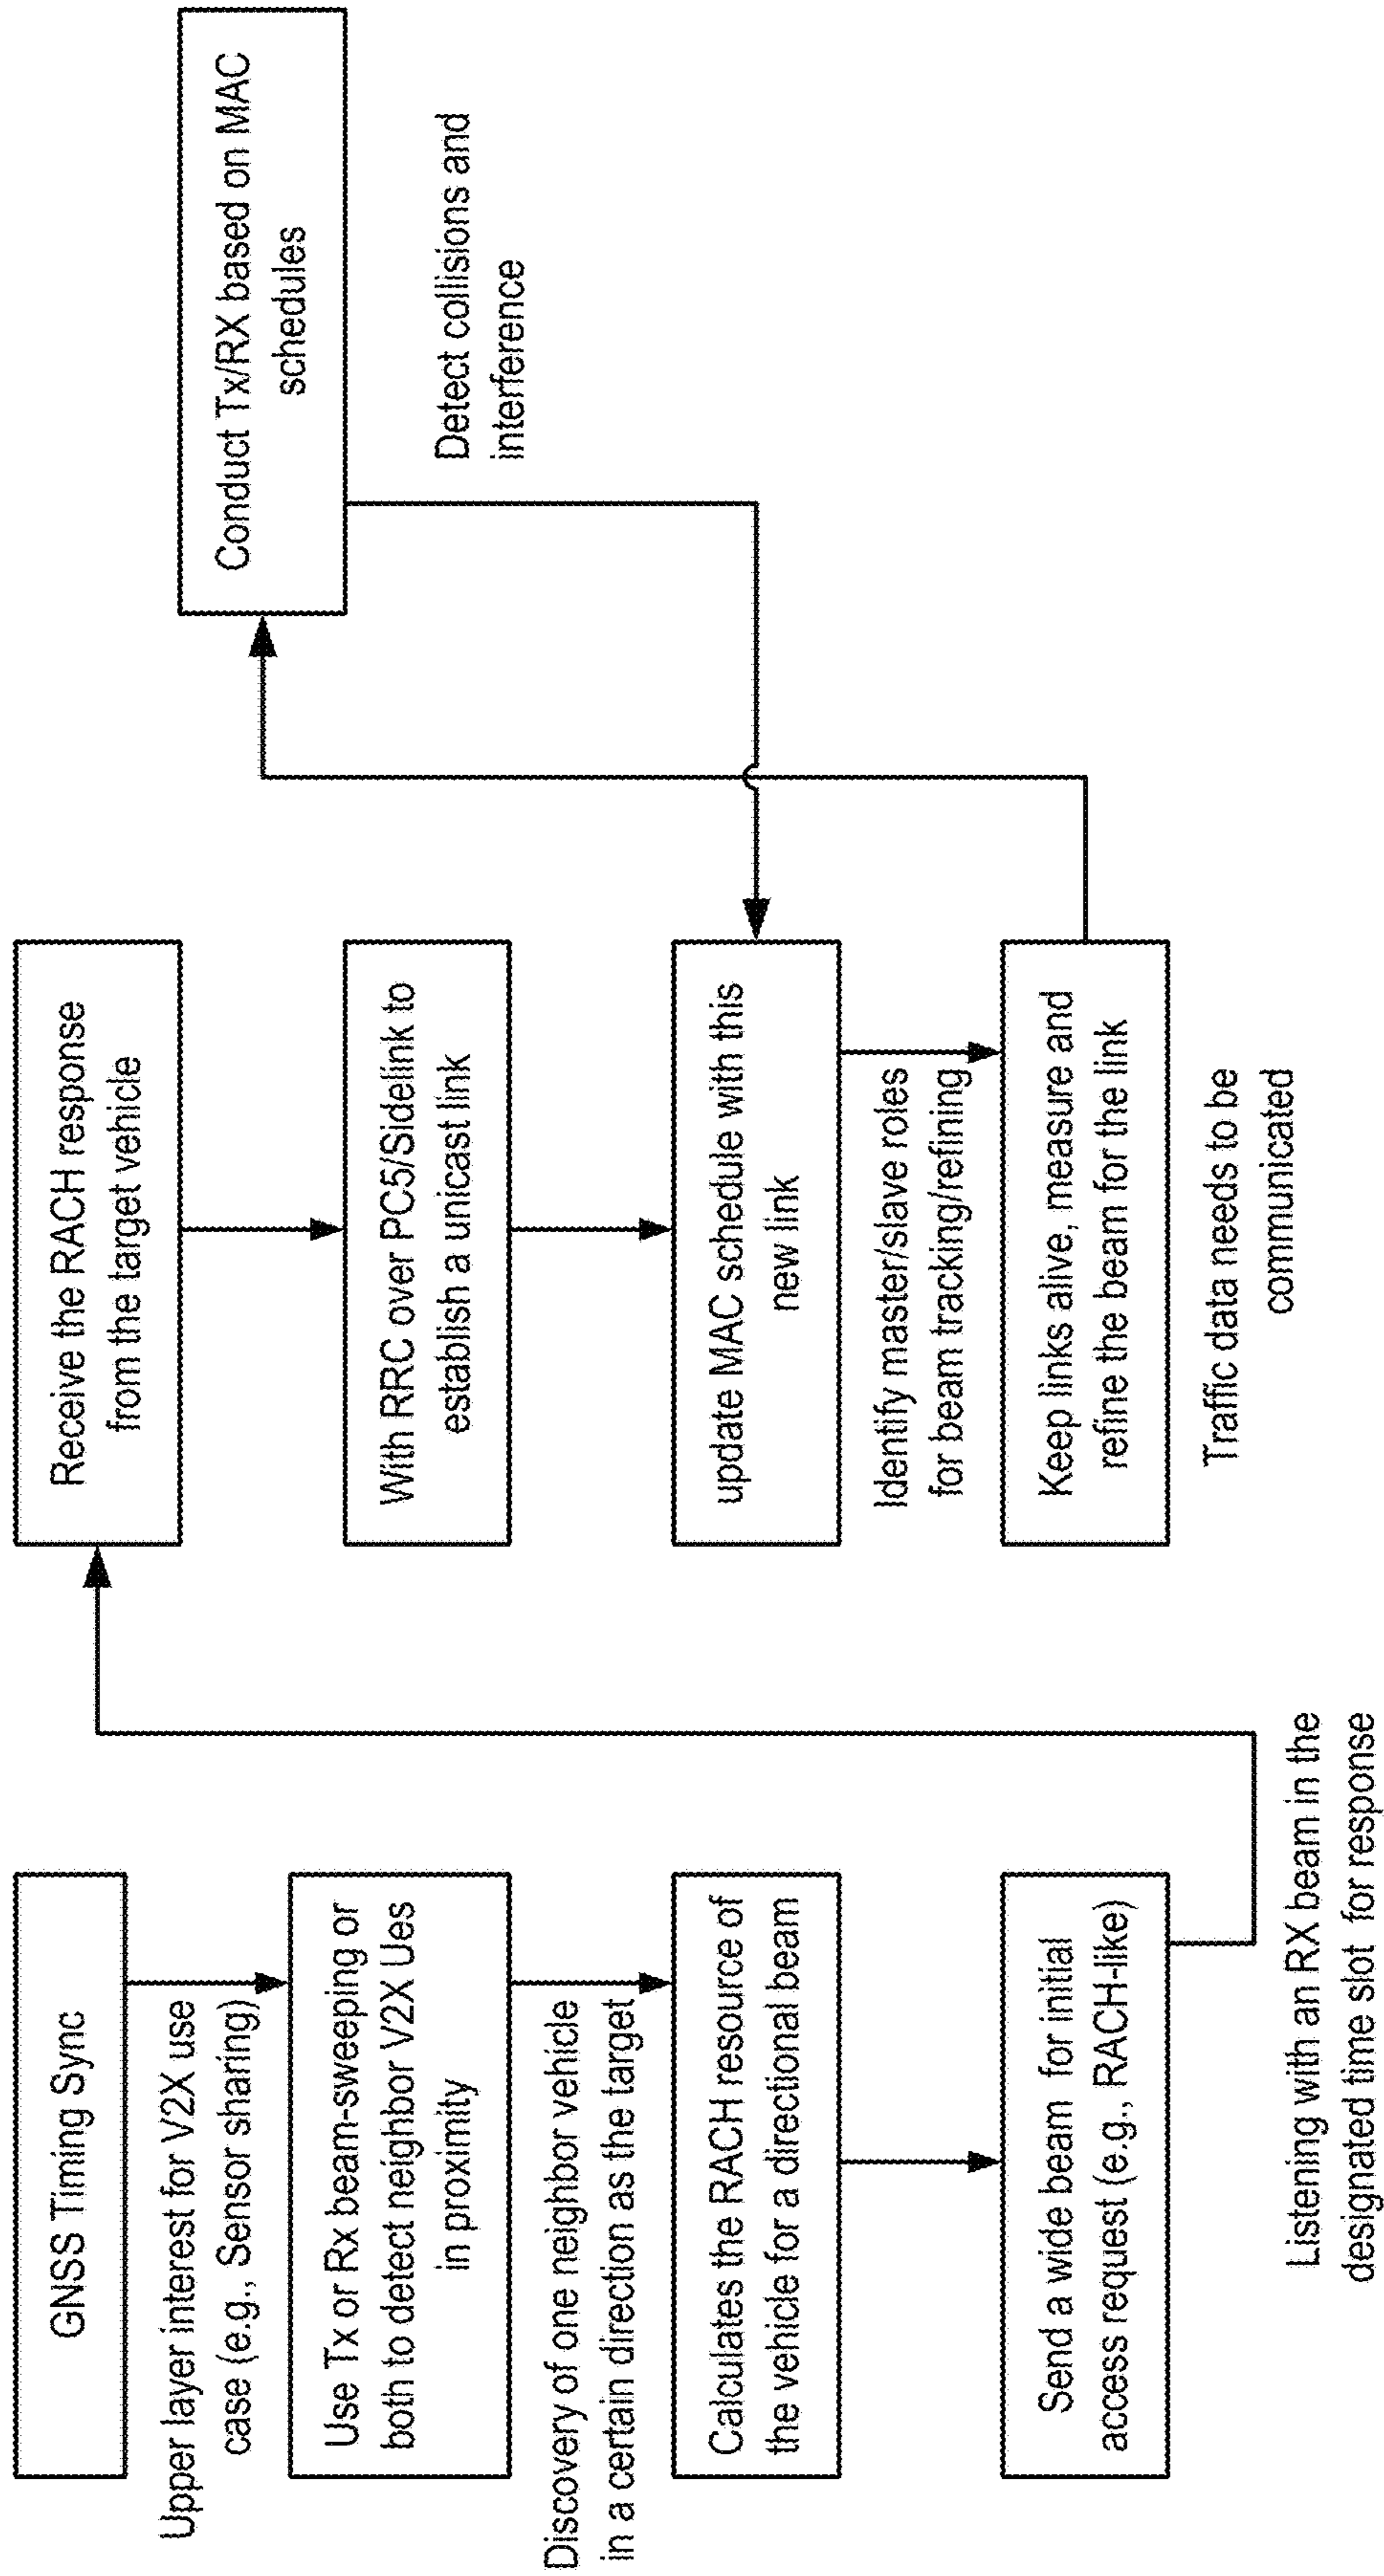 GNSS Timing Sync
Upper layer interest for V2X use
case (e.g., Sensor sharing)
Use Tx or Rx beam-sweeping or
both to detect neighbor V2X Ues
in proximity
Discovery of one neighbor vehicle
in a certain direction as the target
Calculates the RACH resource of
the vehicle for a directional beam
Send a wide beam for initial
access request (e.g., RACH-like)
Listening with an RX beam in the
designated time slot for response
Receive the RACH response
from the target vehicle
With RRC over PC5/Sidelink to
establish a unicast link
update MAC schedule with this
new link
Identify master/slave roles
for beam tracking/refining
Keep links alive, measure and
refine the beam for the link
Traffic data needs to be
communicated
Conduct Tx/RX based on MAC
schedules
Detect collisions and
interference